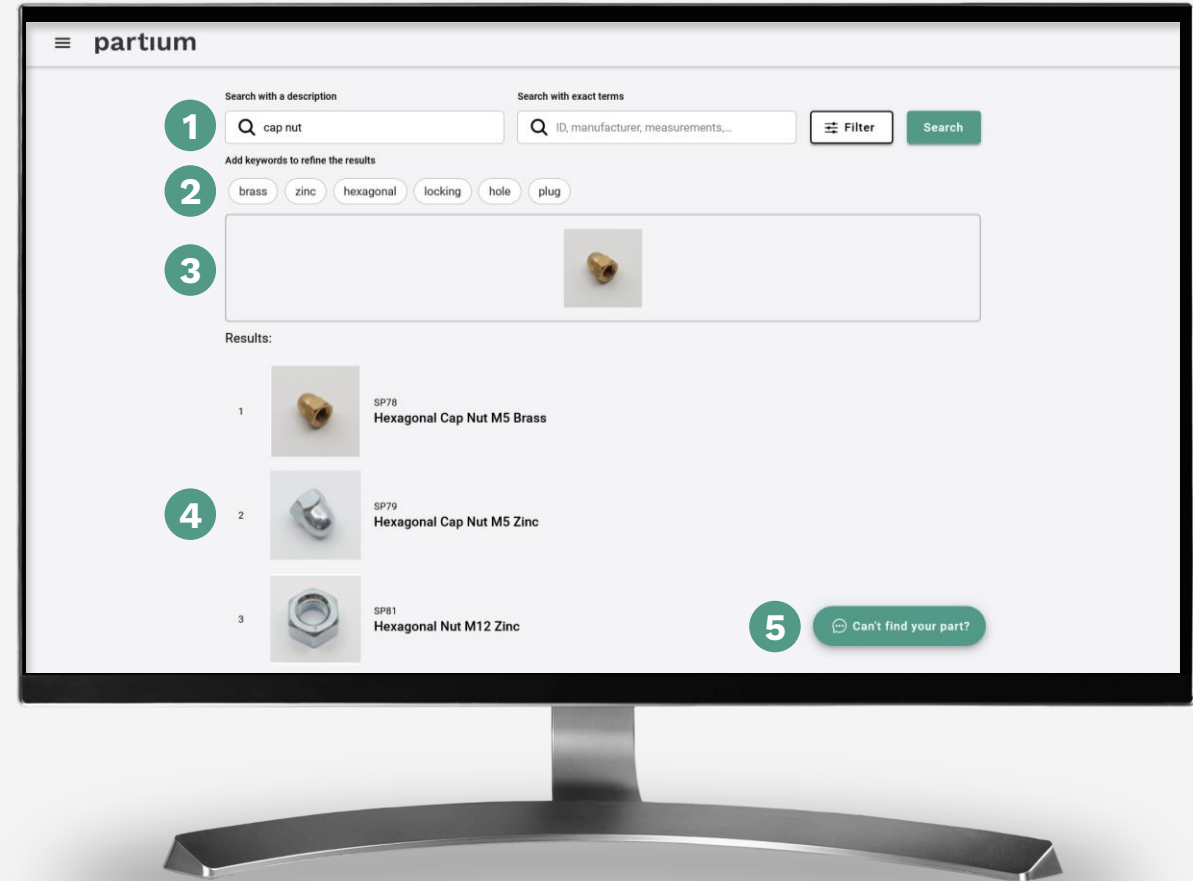 partıum
Search with a description
Search with exact terms
1
cap nut
ID, manufacturer, measurements,...
Filter
Search
Add keywords to refine the results
2
brass zinc hexagonal locking hole plug
3
Results:
1
SP78
Hexagonal Cap Nut M5 Brass
4
2
SP79
Hexagonal Cap Nut M5 Zinc
3
SP81
Hexagonal Nut M12 Zinc
5
Can't find your part?